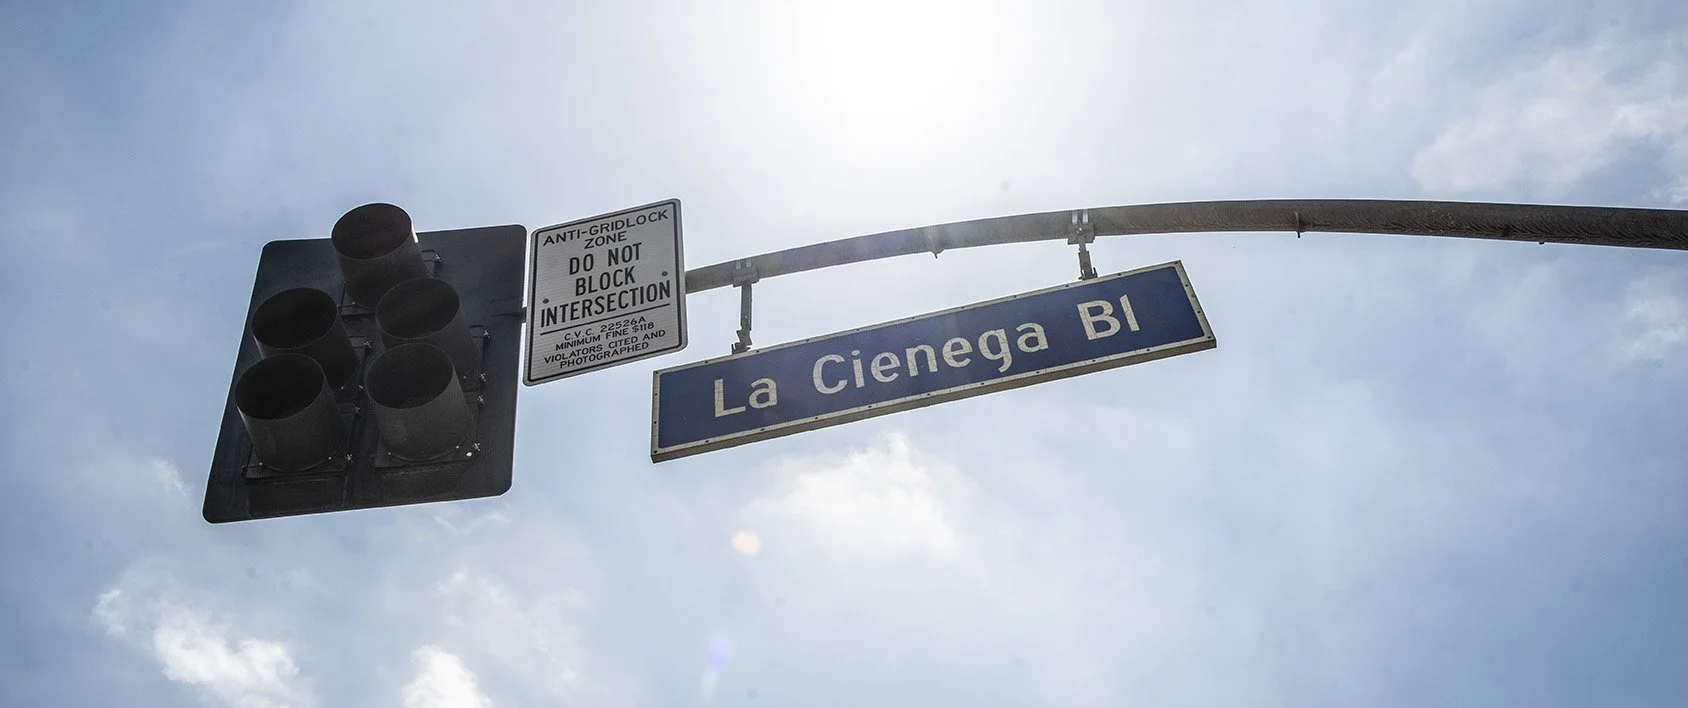 ANTI-GRIDLOCK
ZONE
DO NOT
BLOCK
INTERSECTION
C.V.C. 22526A
MINIMUM FINE $118
VIOLATORS CITED AND
PHOTOGRAPHED
La Cienega Bl